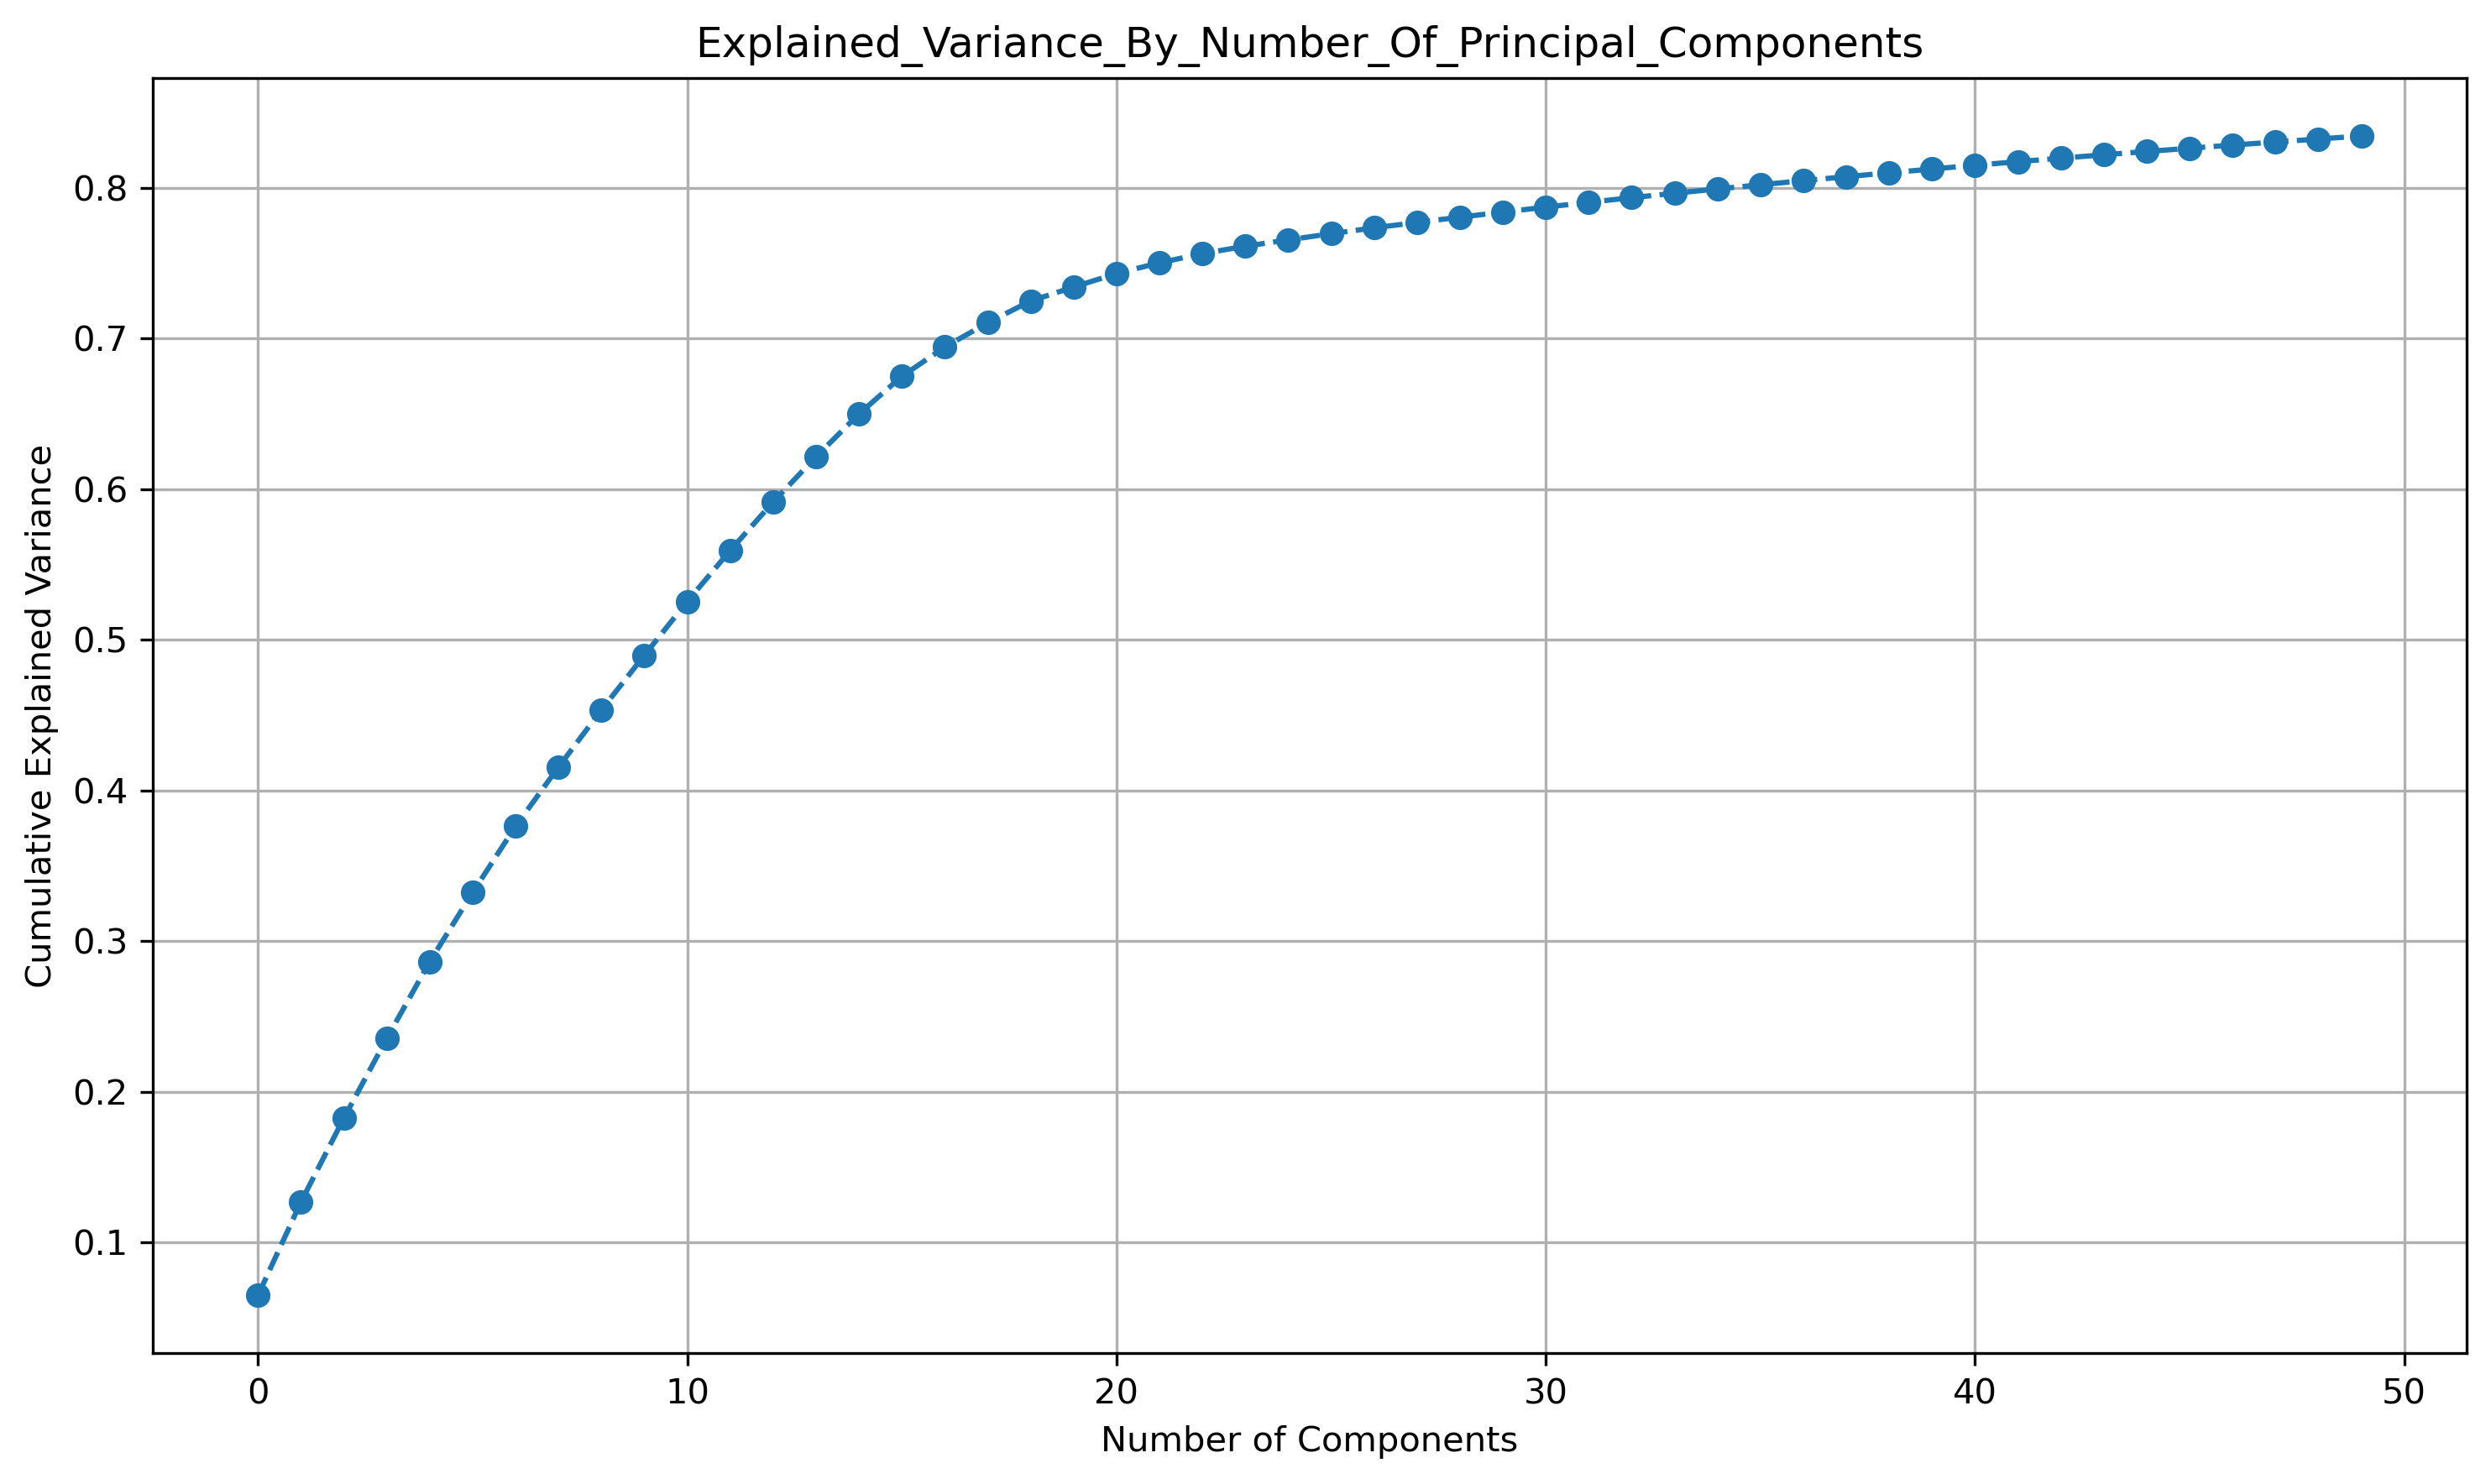 Explained_Variance_By_Number_Of_Principal_Components
Cumulative Explained Variance
0.8
0.7
0.6
0.5
0.4
0.3
0.2
0.1
0 10 20 30 40 50
Number of Components